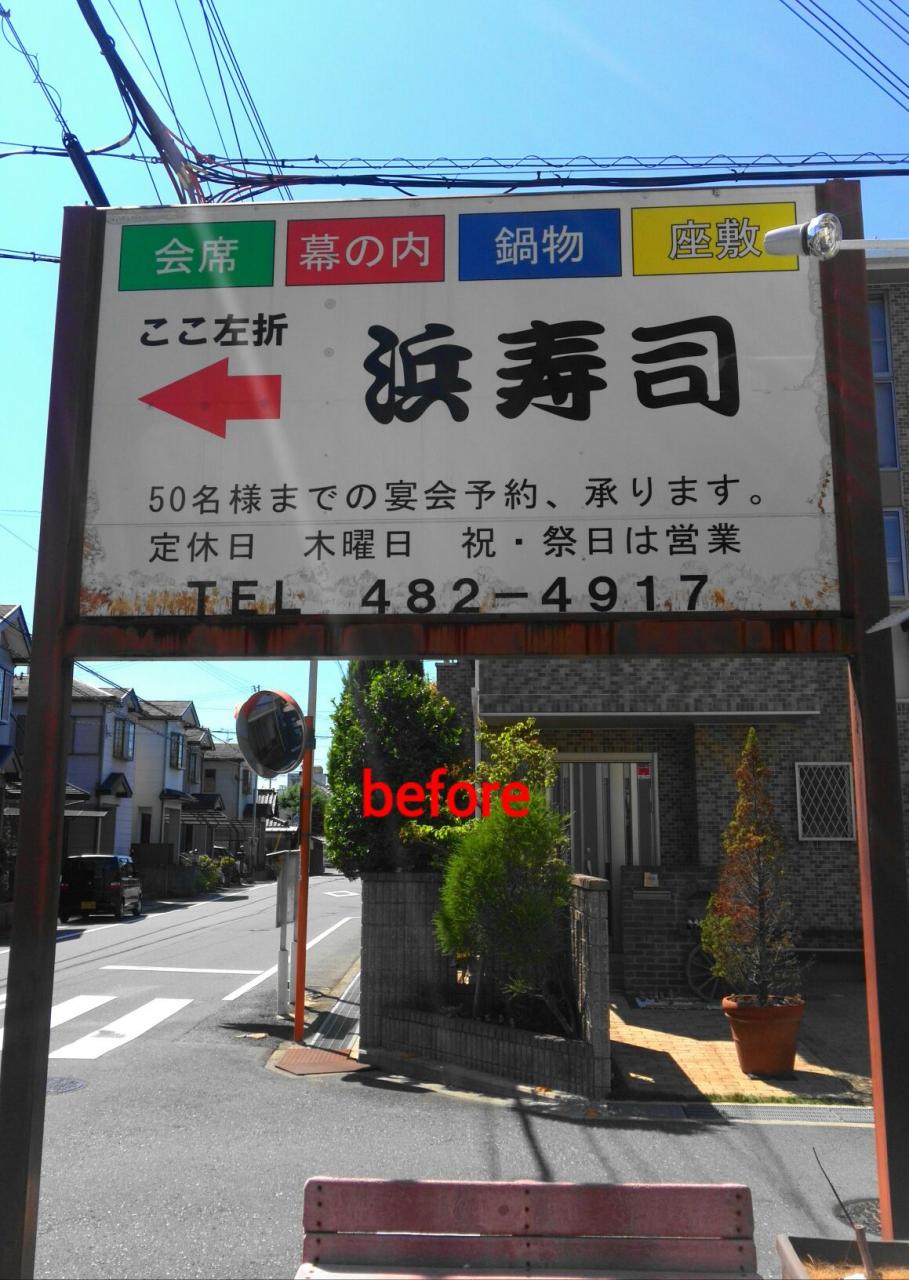 会席 幕の内 鍋物 座敷
ここ左折
浜寿司
50名様までの宴会予約、承ります。
定休日 木曜日 祝・祭日は営業
TEL 482-4917
before